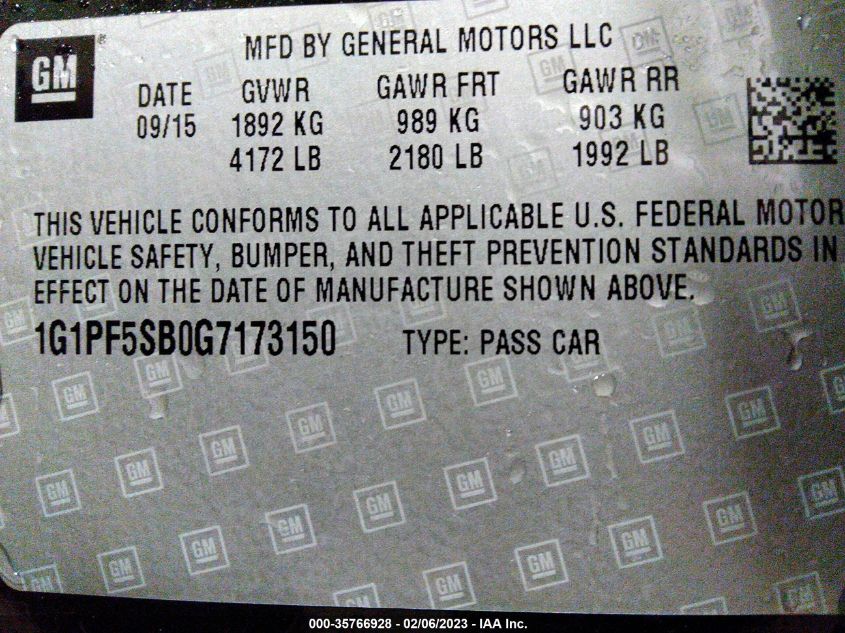 GM
MFD BY GENERAL MOTORS LLC
DATE GVWR GAWR FRT GAWR RR
09/15 1892 KG 989 KG 903 KG
4172 LB 2180 LB 1992 LB
THIS VEHICLE CONFORMS TO ALL APPLICABLE U.S. FEDERAL MOTOR
VEHICLE SAFETY, BUMPER, AND THEFT PREVENTION STANDARDS IN
EFFECT ON THE DATE OF MANUFACTURE SHOWN ABOVE.
1G1PF5SB0G7173150 TYPE: PASS CAR
000-35766928 - 02/06/2023 - IAA Inc.